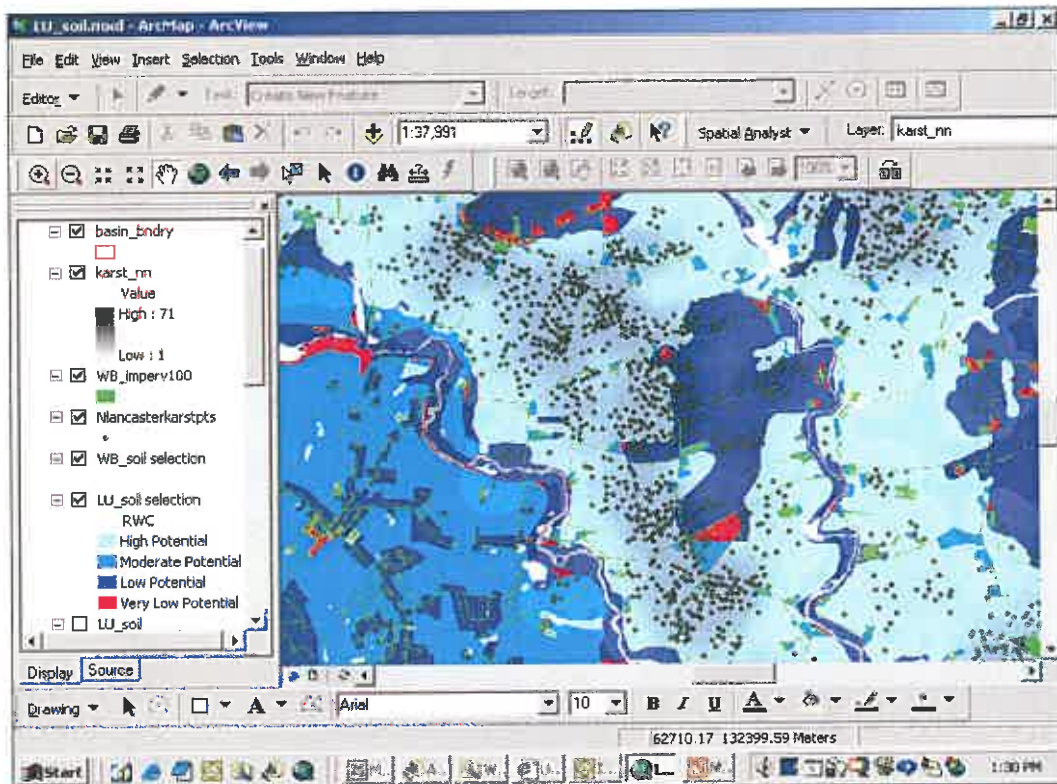 LU_soil.mxd - ArcMap - ArcView
File Edit View Insert Selection Tools Window Help
Editor Task: Create New Feature Target:
1:37,991 Spatial Analyst Layer: karst_nn
100%
basin_bndry
karst_nn
Value
High : 71
Low : 1
WB_imperv100
Nlancasterkarstpts
WB_soil selection
LU_soil selection
RWC
High Potential
Moderate Potential
Low Potential
Very Low Potential
LU_soil
Display Source
Drawing A Arial 10 B I U A
62710.17 132399.59 Meters
Start 1:30 PM